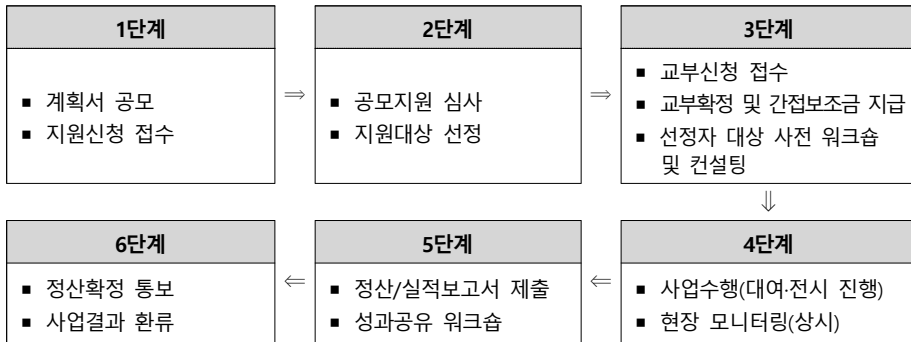 1단계
■ 계획서 공모
■ 지원신청 접수
⇒
2단계
■ 공모지원 심사
■ 지원대상 선정
⇒
3단계
■ 교부신청 접수
■ 교부확정 및 간접보조금 지급
■ 선정자 대상 사전 워크숍
및 컨설팅
⇓
4단계
■ 사업수행(대여·전시 진행)
■ 현장 모니터링(상시)
⇐
5단계
■ 정산/실적보고서 제출
■ 성과공유 워크숍
⇐
6단계
■ 정산확정 통보
■ 사업결과 환류